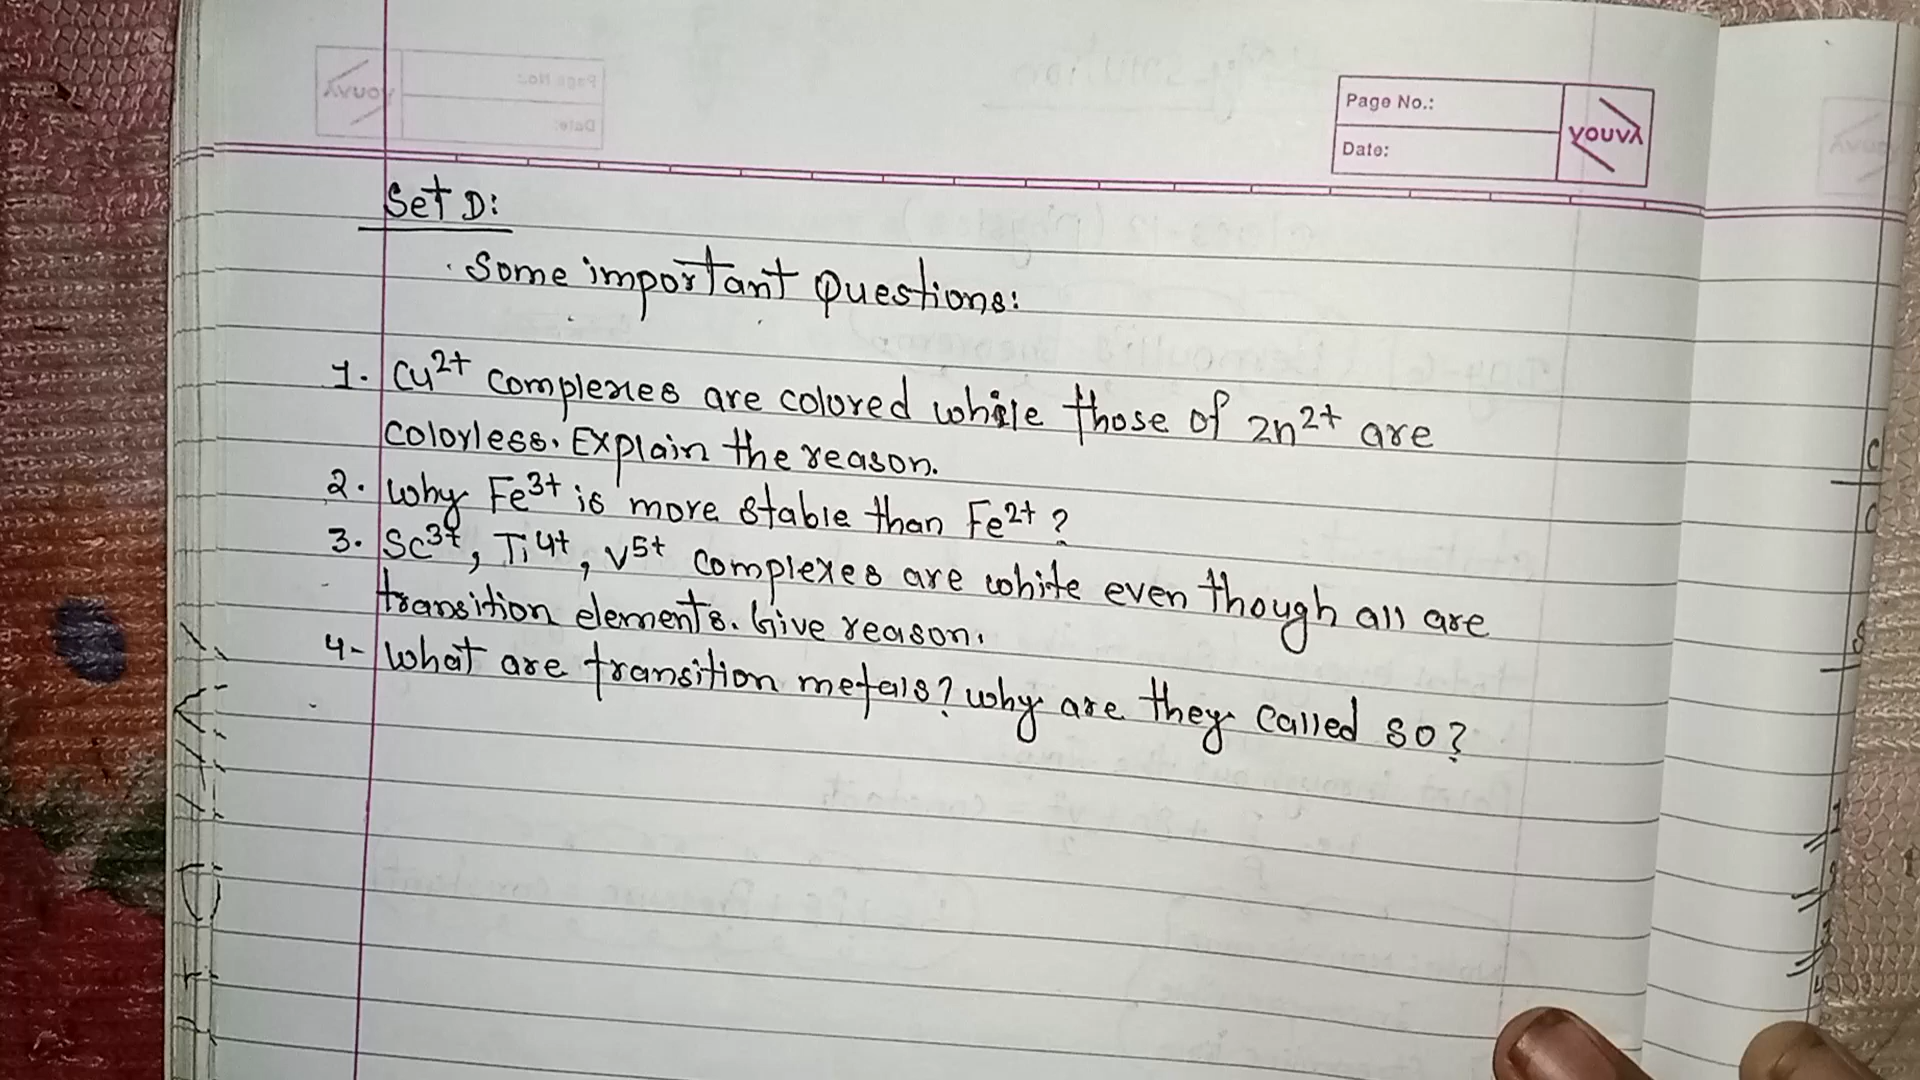 Page No.:
Date:
YOUVA
Set D:
Some important Questions:
1. Cu²⁺ complexes are colored while those of Zn²⁺ are
colorless. Explain the reason.
2. Why Fe³⁺ is more stable than Fe²⁺?
3. Sc³⁺, Ti⁴⁺, V⁵⁺ complexes are white even though all are
transition elements. Give reason.
4- What are transition metals? why are they called so?